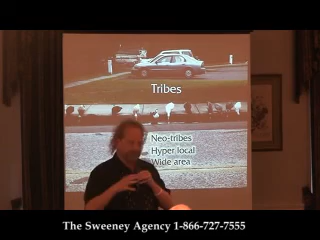 Tribes
Neo-tribes
Hyper local
Wide area
The Sweeney Agency 1-866-727-7555